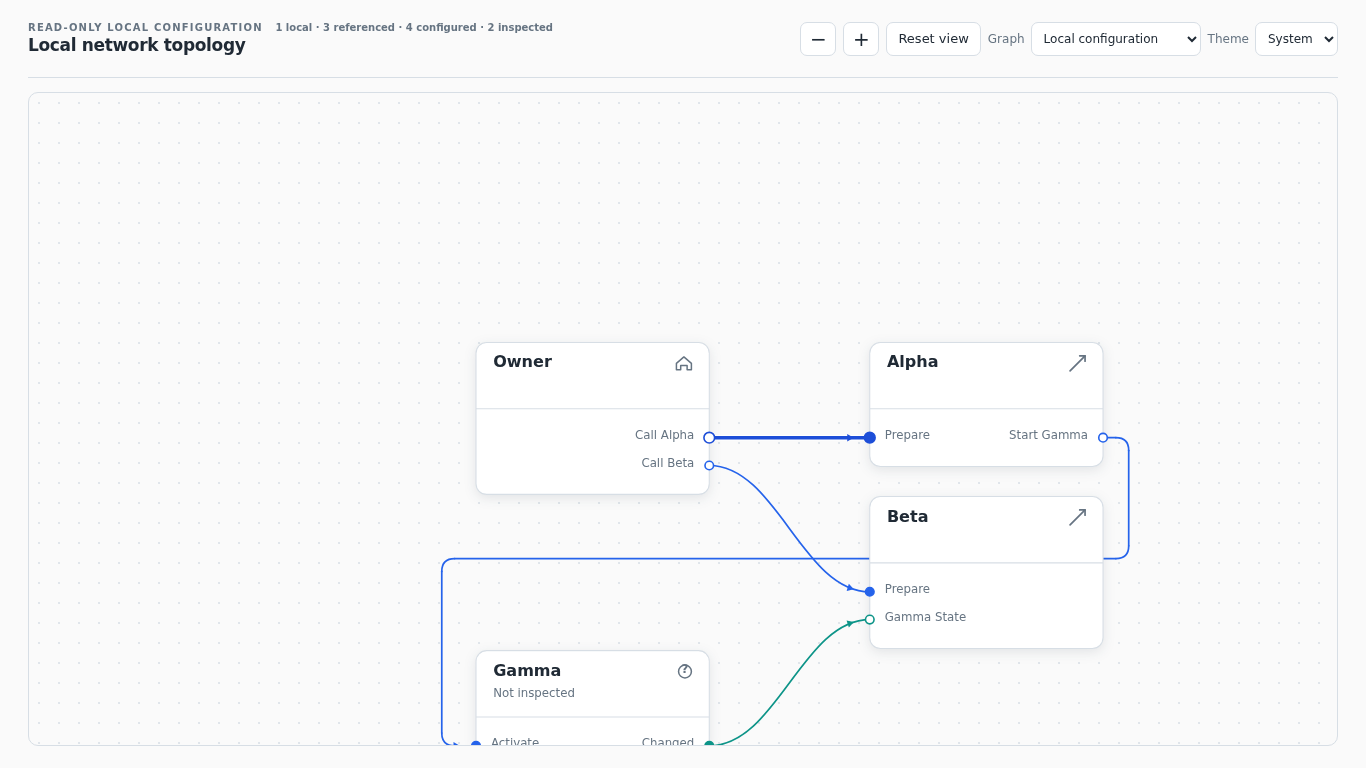 READ-ONLY LOCAL CONFIGURATION 1 local · 3 referenced · 4 configured · 2 inspected
Local network topology
− + Reset view Graph Local configuration Theme System
Owner
Call Alpha
Call Beta
Alpha
Prepare Start Gamma
Beta
Prepare
Gamma State
Gamma
?
Not inspected
Activate Changed